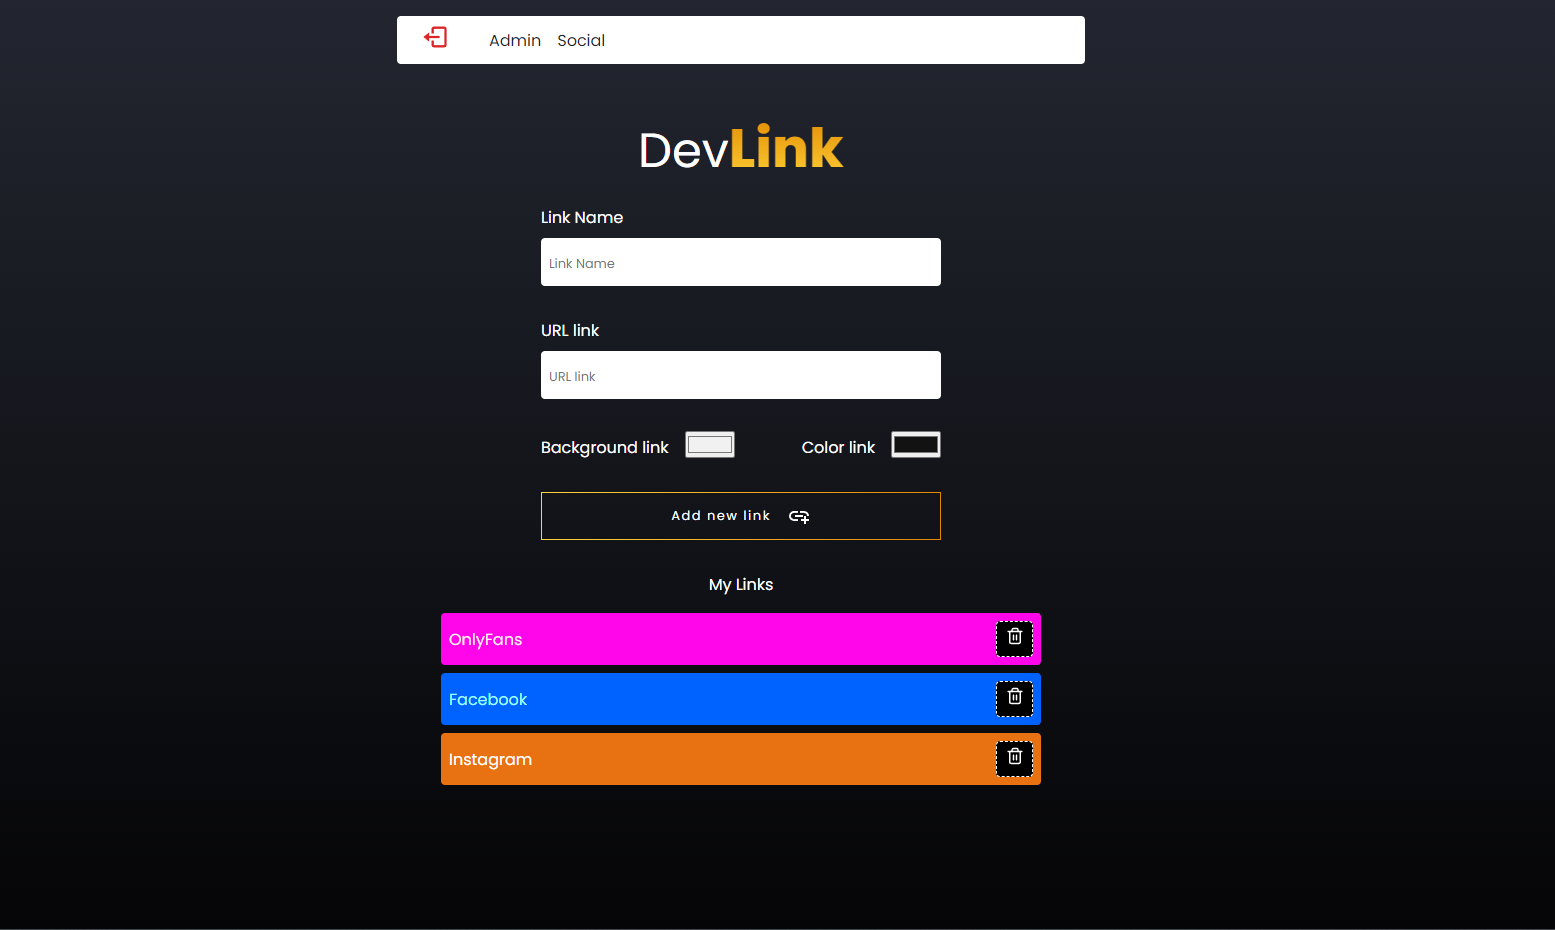 Admin Social
DevLink
Link Name
Link Name
URL link
URL link
Background link Color link
Add new link
My Links
OnlyFans
Facebook
Instagram